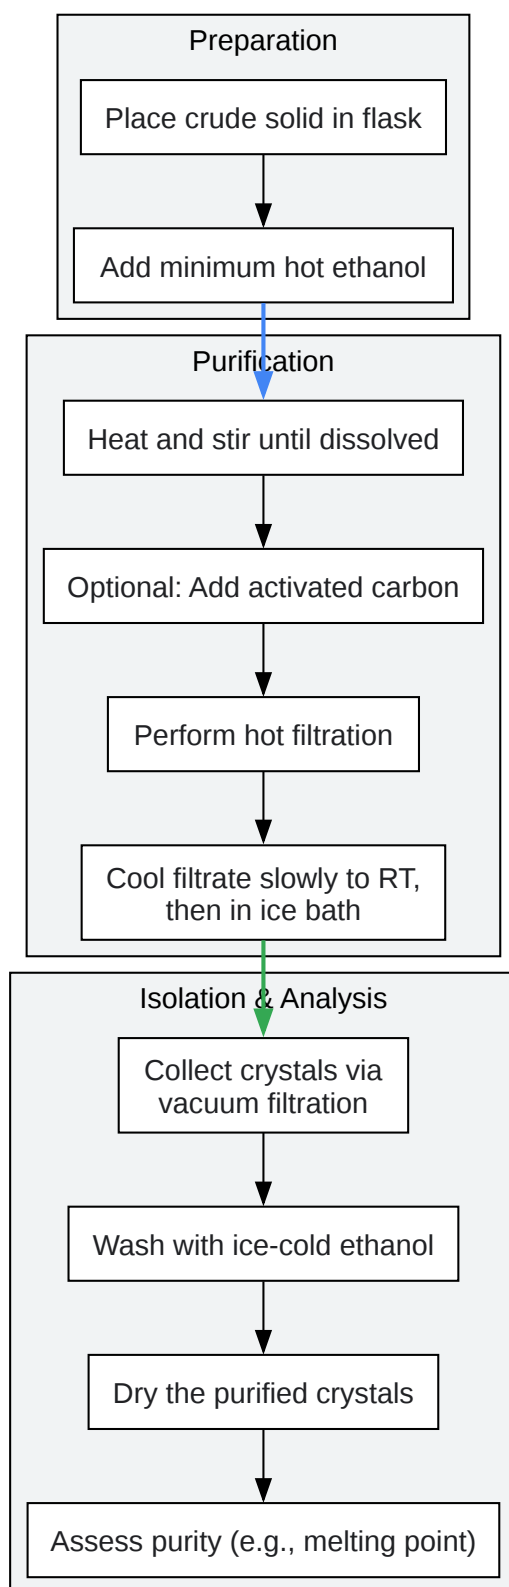 Preparation
Place crude solid in flask
Add minimum hot ethanol
Purification
Heat and stir until dissolved
Optional: Add activated carbon
Perform hot filtration
Cool filtrate slowly to RT,
then in ice bath
Isolation & Analysis
Collect crystals via
vacuum filtration
Wash with ice-cold ethanol
Dry the purified crystals
Assess purity (e.g., melting point)